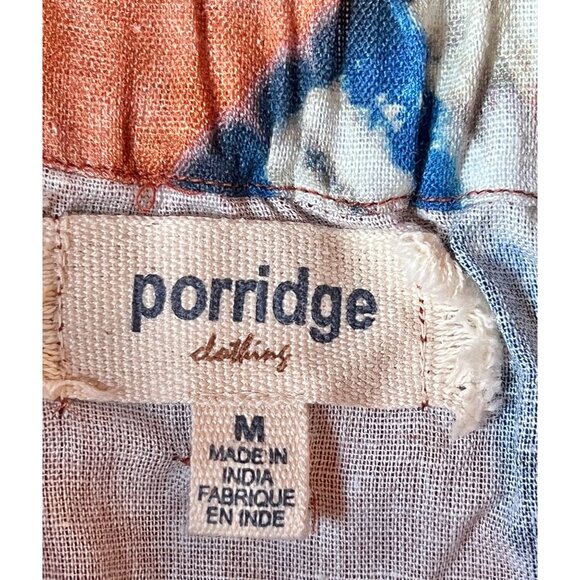 porridge
clothing
M
MADE IN
INDIA
FABRIQUE
EN INDE